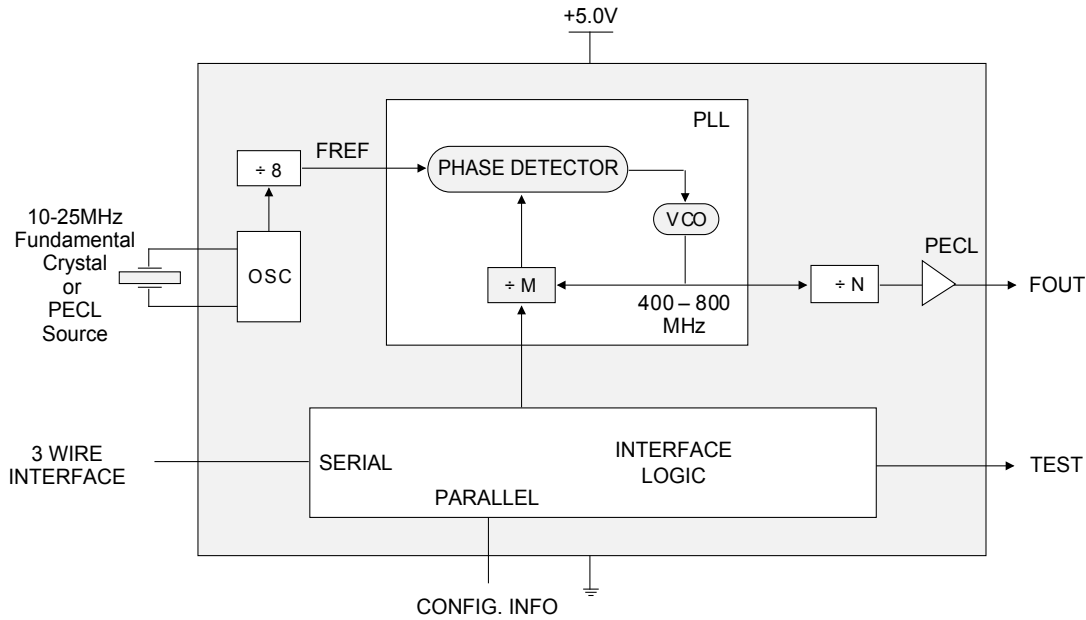 +5.0V
PLL
FREF
PHASE DETECTOR
÷ 8
VCO
10-25MHz
Fundamental
Crystal
or
PECL
Source
OSC
÷ M
400 – 800
MHz
÷ N
PECL
FOUT
3 WIRE
INTERFACE
SERIAL
PARALLEL
INTERFACE
LOGIC
TEST
CONFIG. INFO